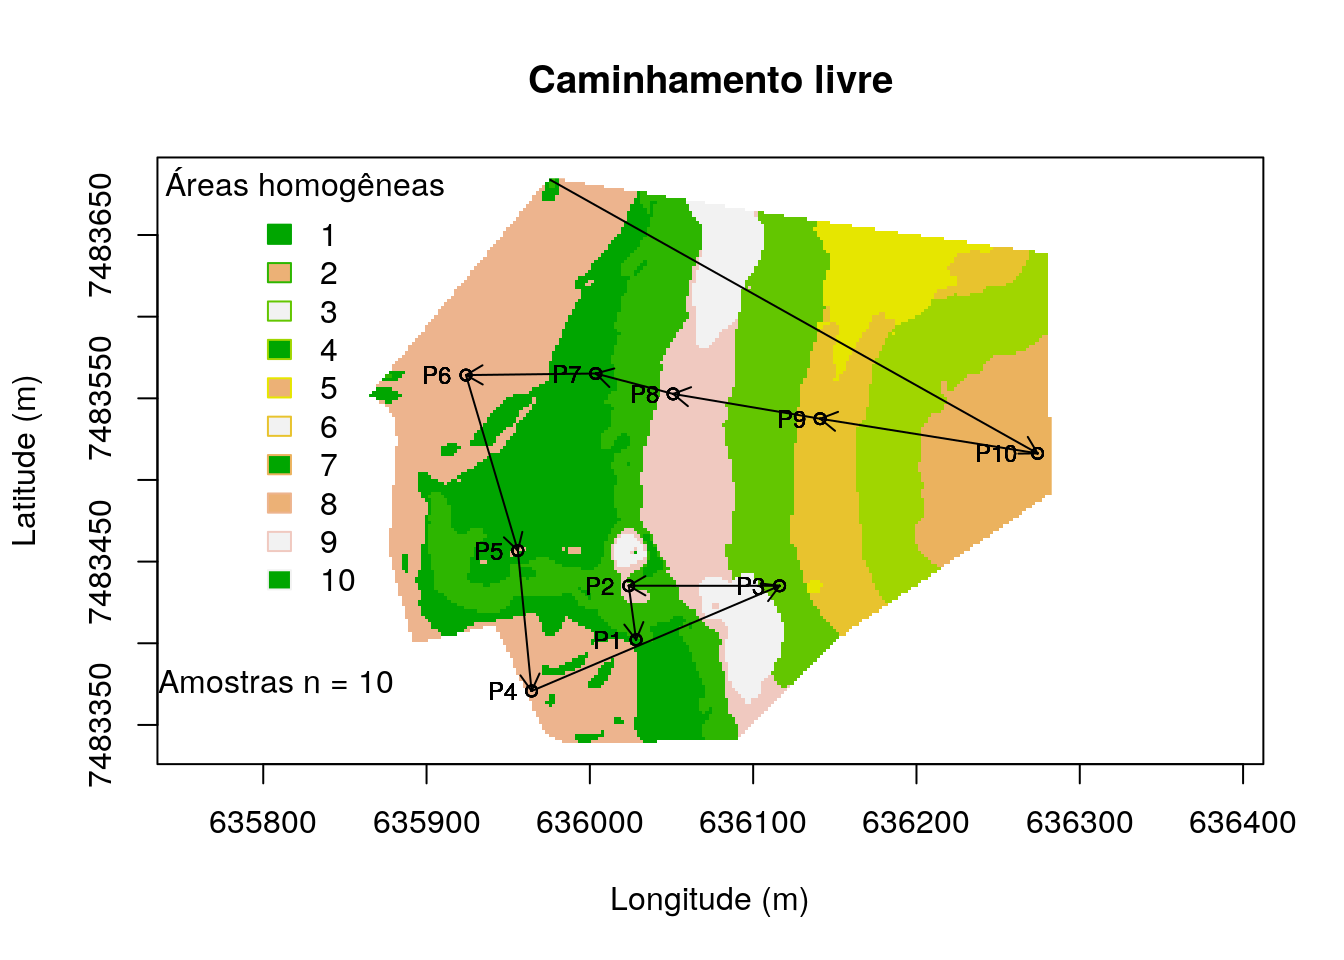 Caminhamento livre
Áreas homogêneas
1
2
3
4
5
6
7
8
9
10
Amostras n = 10
P6
P7
P8
P9
P10
P5
P2
P3
P1
P4
7483650
7483550
7483450
7483350
Latitude (m)
635800
635900
636000
636100
636200
636300
636400
Longitude (m)